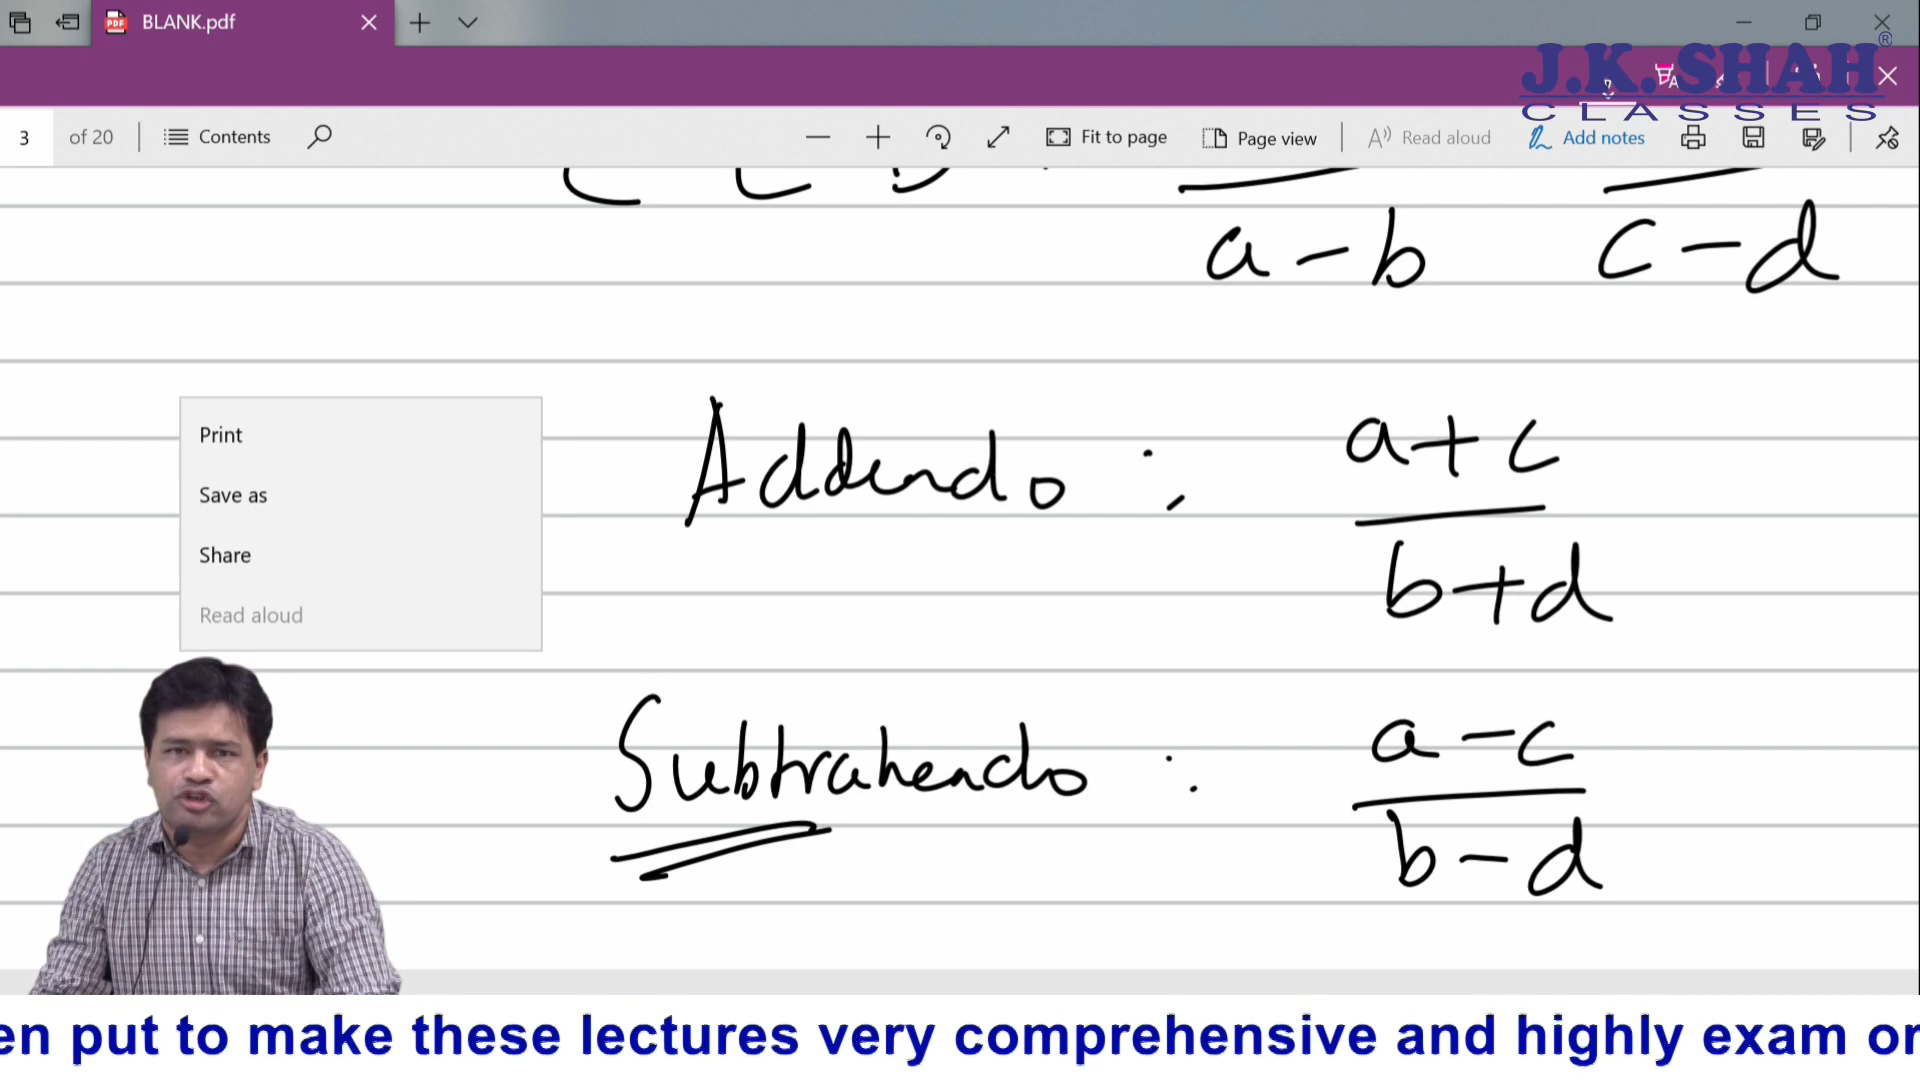 BLANK.pdf
J.K.SHAH®
CLASSES
3 of 20 Contents Fit to page Page view Read aloud Add notes
a-b c-d
Print
Save as
Share
Read aloud
Addendo : a+c
b+d
Subtrahendo : a-c
b-d
en put to make these lectures very comprehensive and highly exam or